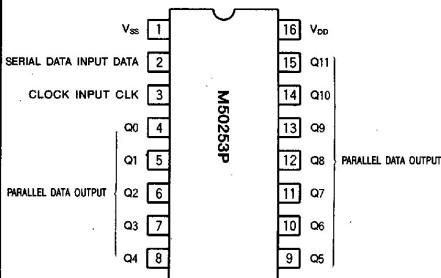 Vss 1 16 VDD
SERIAL DATA INPUT DATA 2 15 Q11
CLOCK INPUT CLK 3 14 Q10
Q0 4 13 Q9
Q1 5 12 Q8 PARALLEL DATA OUTPUT
PARALLEL DATA OUTPUT Q2 6 11 Q7
Q3 7 10 Q6
Q4 8 9 Q5
M50253P